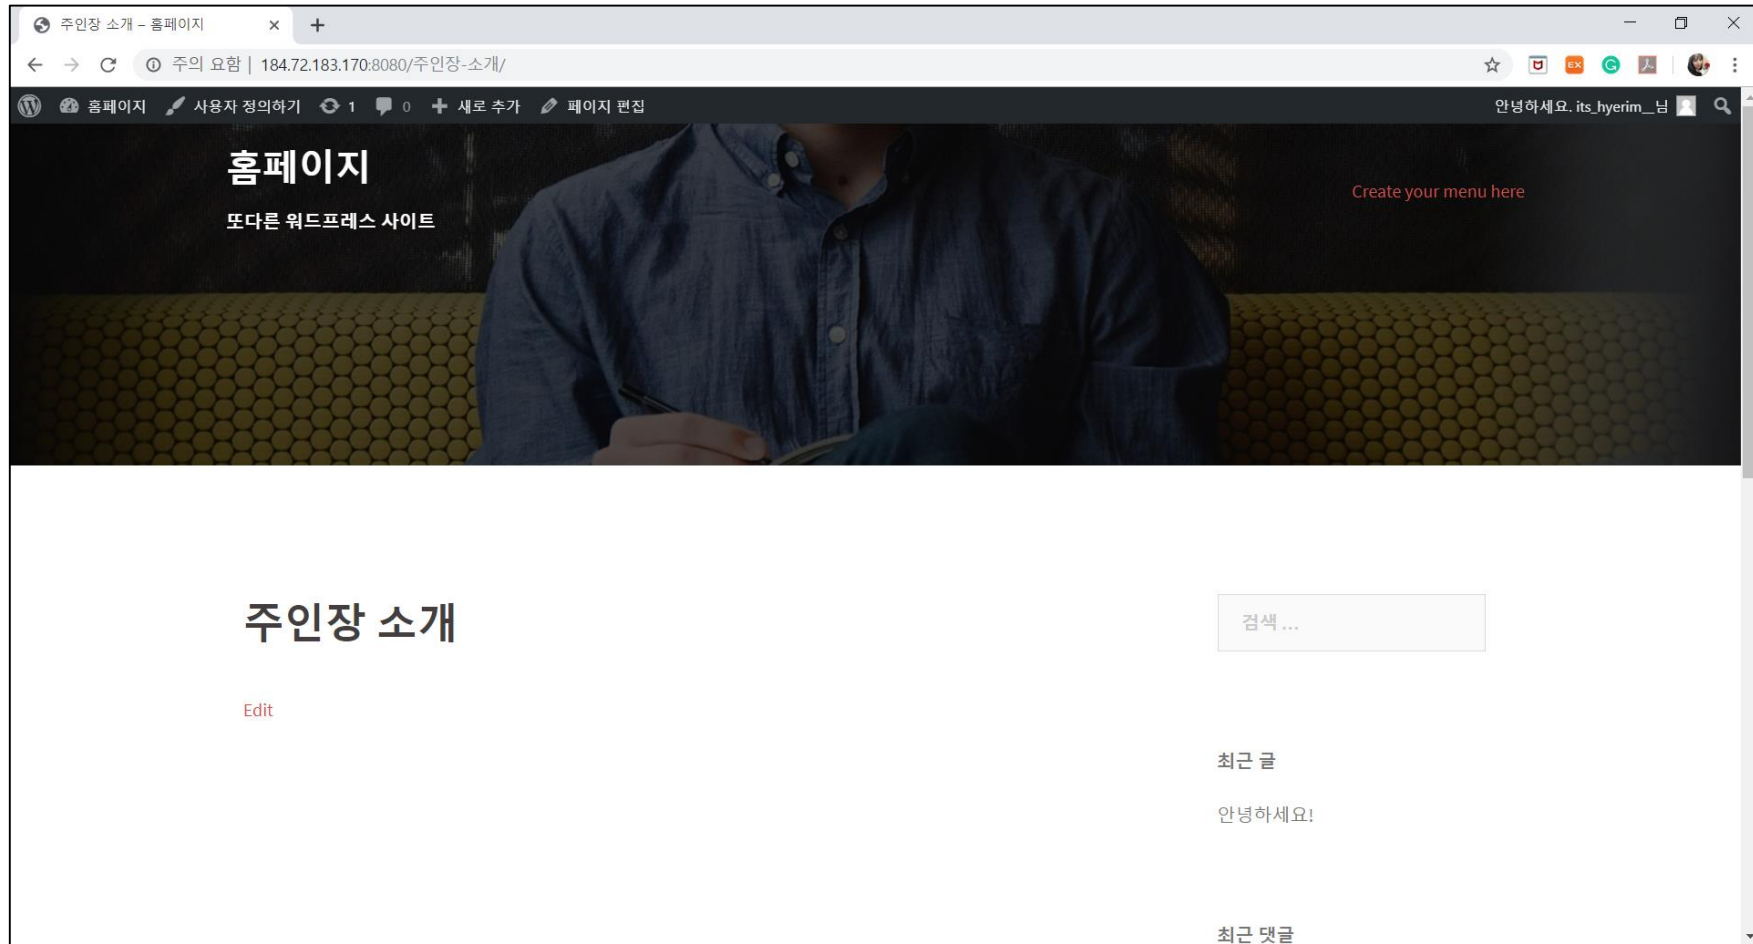 주인장 소개 – 홈페이지
주의 요함 | 184.72.183.170:8080/주인장-소개/
홈페이지 사용자 정의하기 1 0 새로 추가 페이지 편집 안녕하세요. its_hyerim__님
홈페이지
Create your menu here
또다른 워드프레스 사이트
주인장 소개
검색 ...
Edit
최근 글
안녕하세요!
최근 댓글